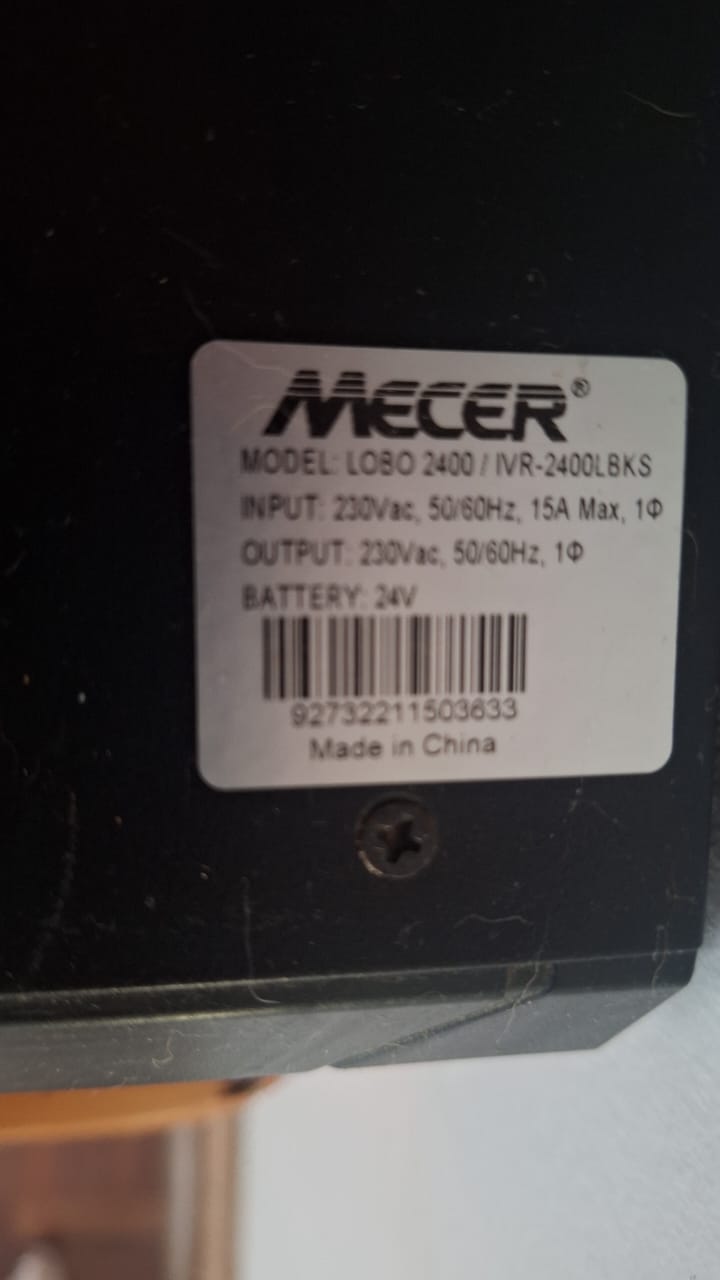 MECER®
MODEL: LOBO 2400 / IVR-2400LBKS
INPUT: 230Vac, 50/60Hz, 15A Max, 1Φ
OUTPUT: 230Vac, 50/60Hz, 1Φ
BATTERY: 24V
92732211503633
Made in China